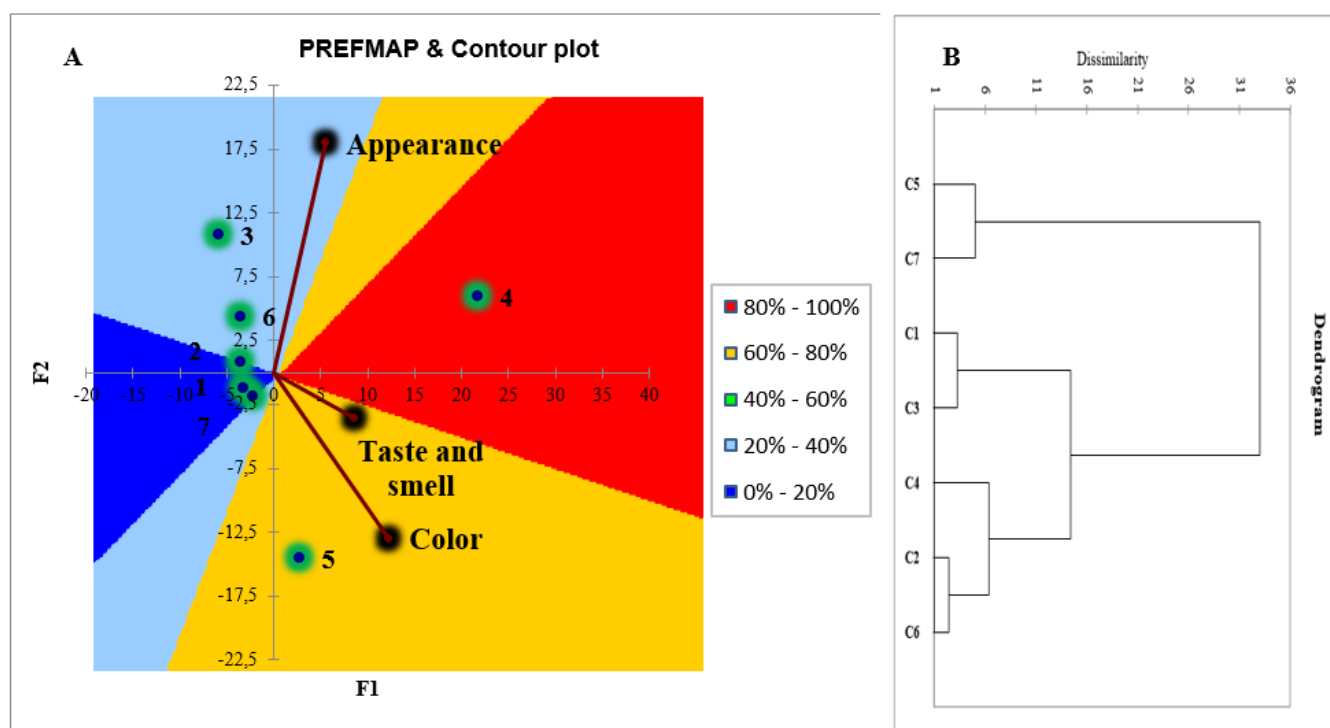 A
PREFMAP & Contour plot
22,5
17,5
12,5
7,5
2,5
-2,5
-7,5
-12,5
-17,5
-22,5
-20
-15
-10
-5
0
5
10
15
20
25
30
35
40
F2
F1
Appearance
3
4
6
2
1
7
Taste and
smell
Color
5
80% - 100%
60% - 80%
40% - 60%
20% - 40%
0% - 20%
B
Dissimilarity
1
6
11
16
21
26
31
36
C5
C7
C1
C3
C4
C2
C6
Dendrogram